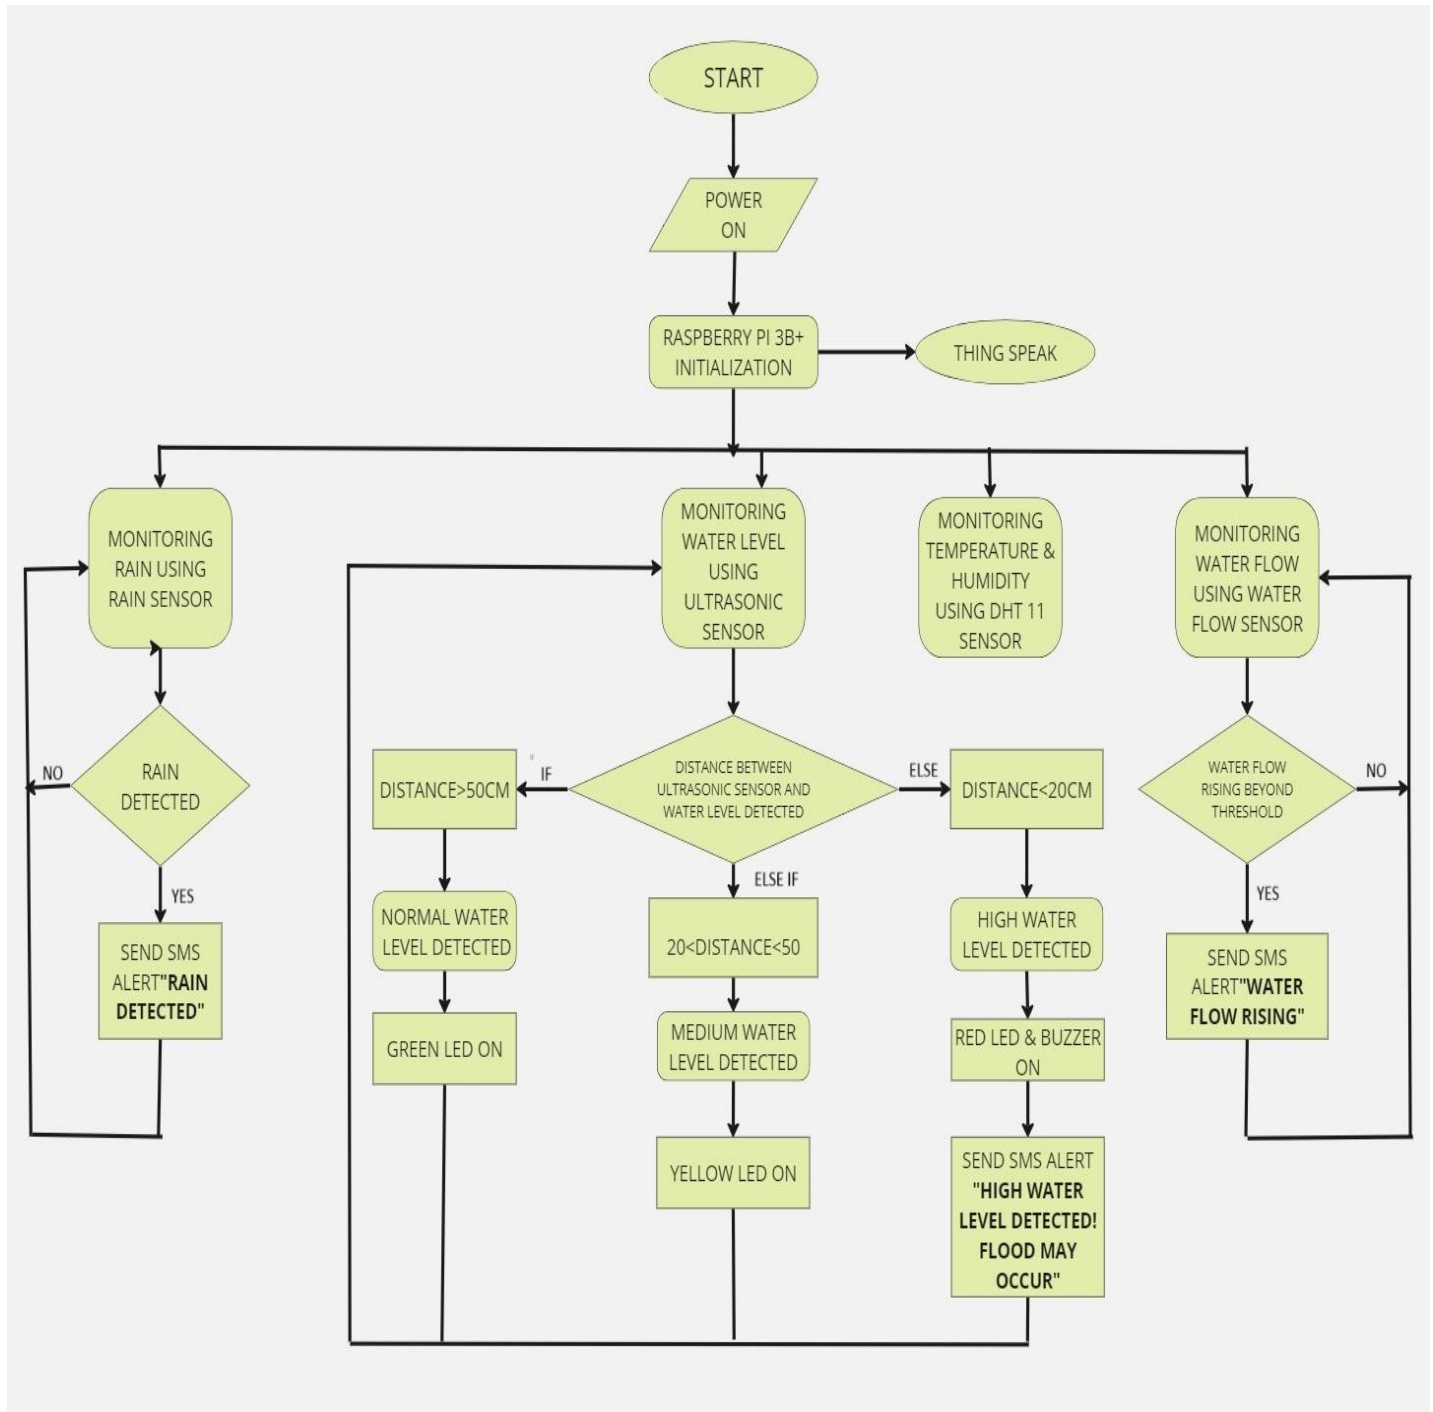 START
POWER
ON
RASPBERRY PI 3B+
INITIALIZATION
THING SPEAK
MONITORING
RAIN USING
RAIN SENSOR
MONITORING
WATER LEVEL
USING
ULTRASONIC
SENSOR
MONITORING
TEMPERATURE &
HUMIDITY
USING DHT 11
SENSOR
MONITORING
WATER FLOW
USING WATER
FLOW SENSOR
NO
RAIN
DETECTED
YES
SEND SMS
ALERT"RAIN
DETECTED"
DISTANCE>50CM
IF
DISTANCE BETWEEN
ULTRASONIC SENSOR AND
WATER LEVEL DETECTED
ELSE
DISTANCE<20CM
ELSE IF
NORMAL WATER
LEVEL DETECTED
GREEN LED ON
20<DISTANCE<50
MEDIUM WATER
LEVEL DETECTED
YELLOW LED ON
HIGH WATER
LEVEL DETECTED
RED LED & BUZZER
ON
SEND SMS ALERT
"HIGH WATER
LEVEL DETECTED!
FLOOD MAY
OCCUR"
WATER FLOW
RISING BEYOND
THRESHOLD
NO
YES
SEND SMS
ALERT"WATER
FLOW RISING"